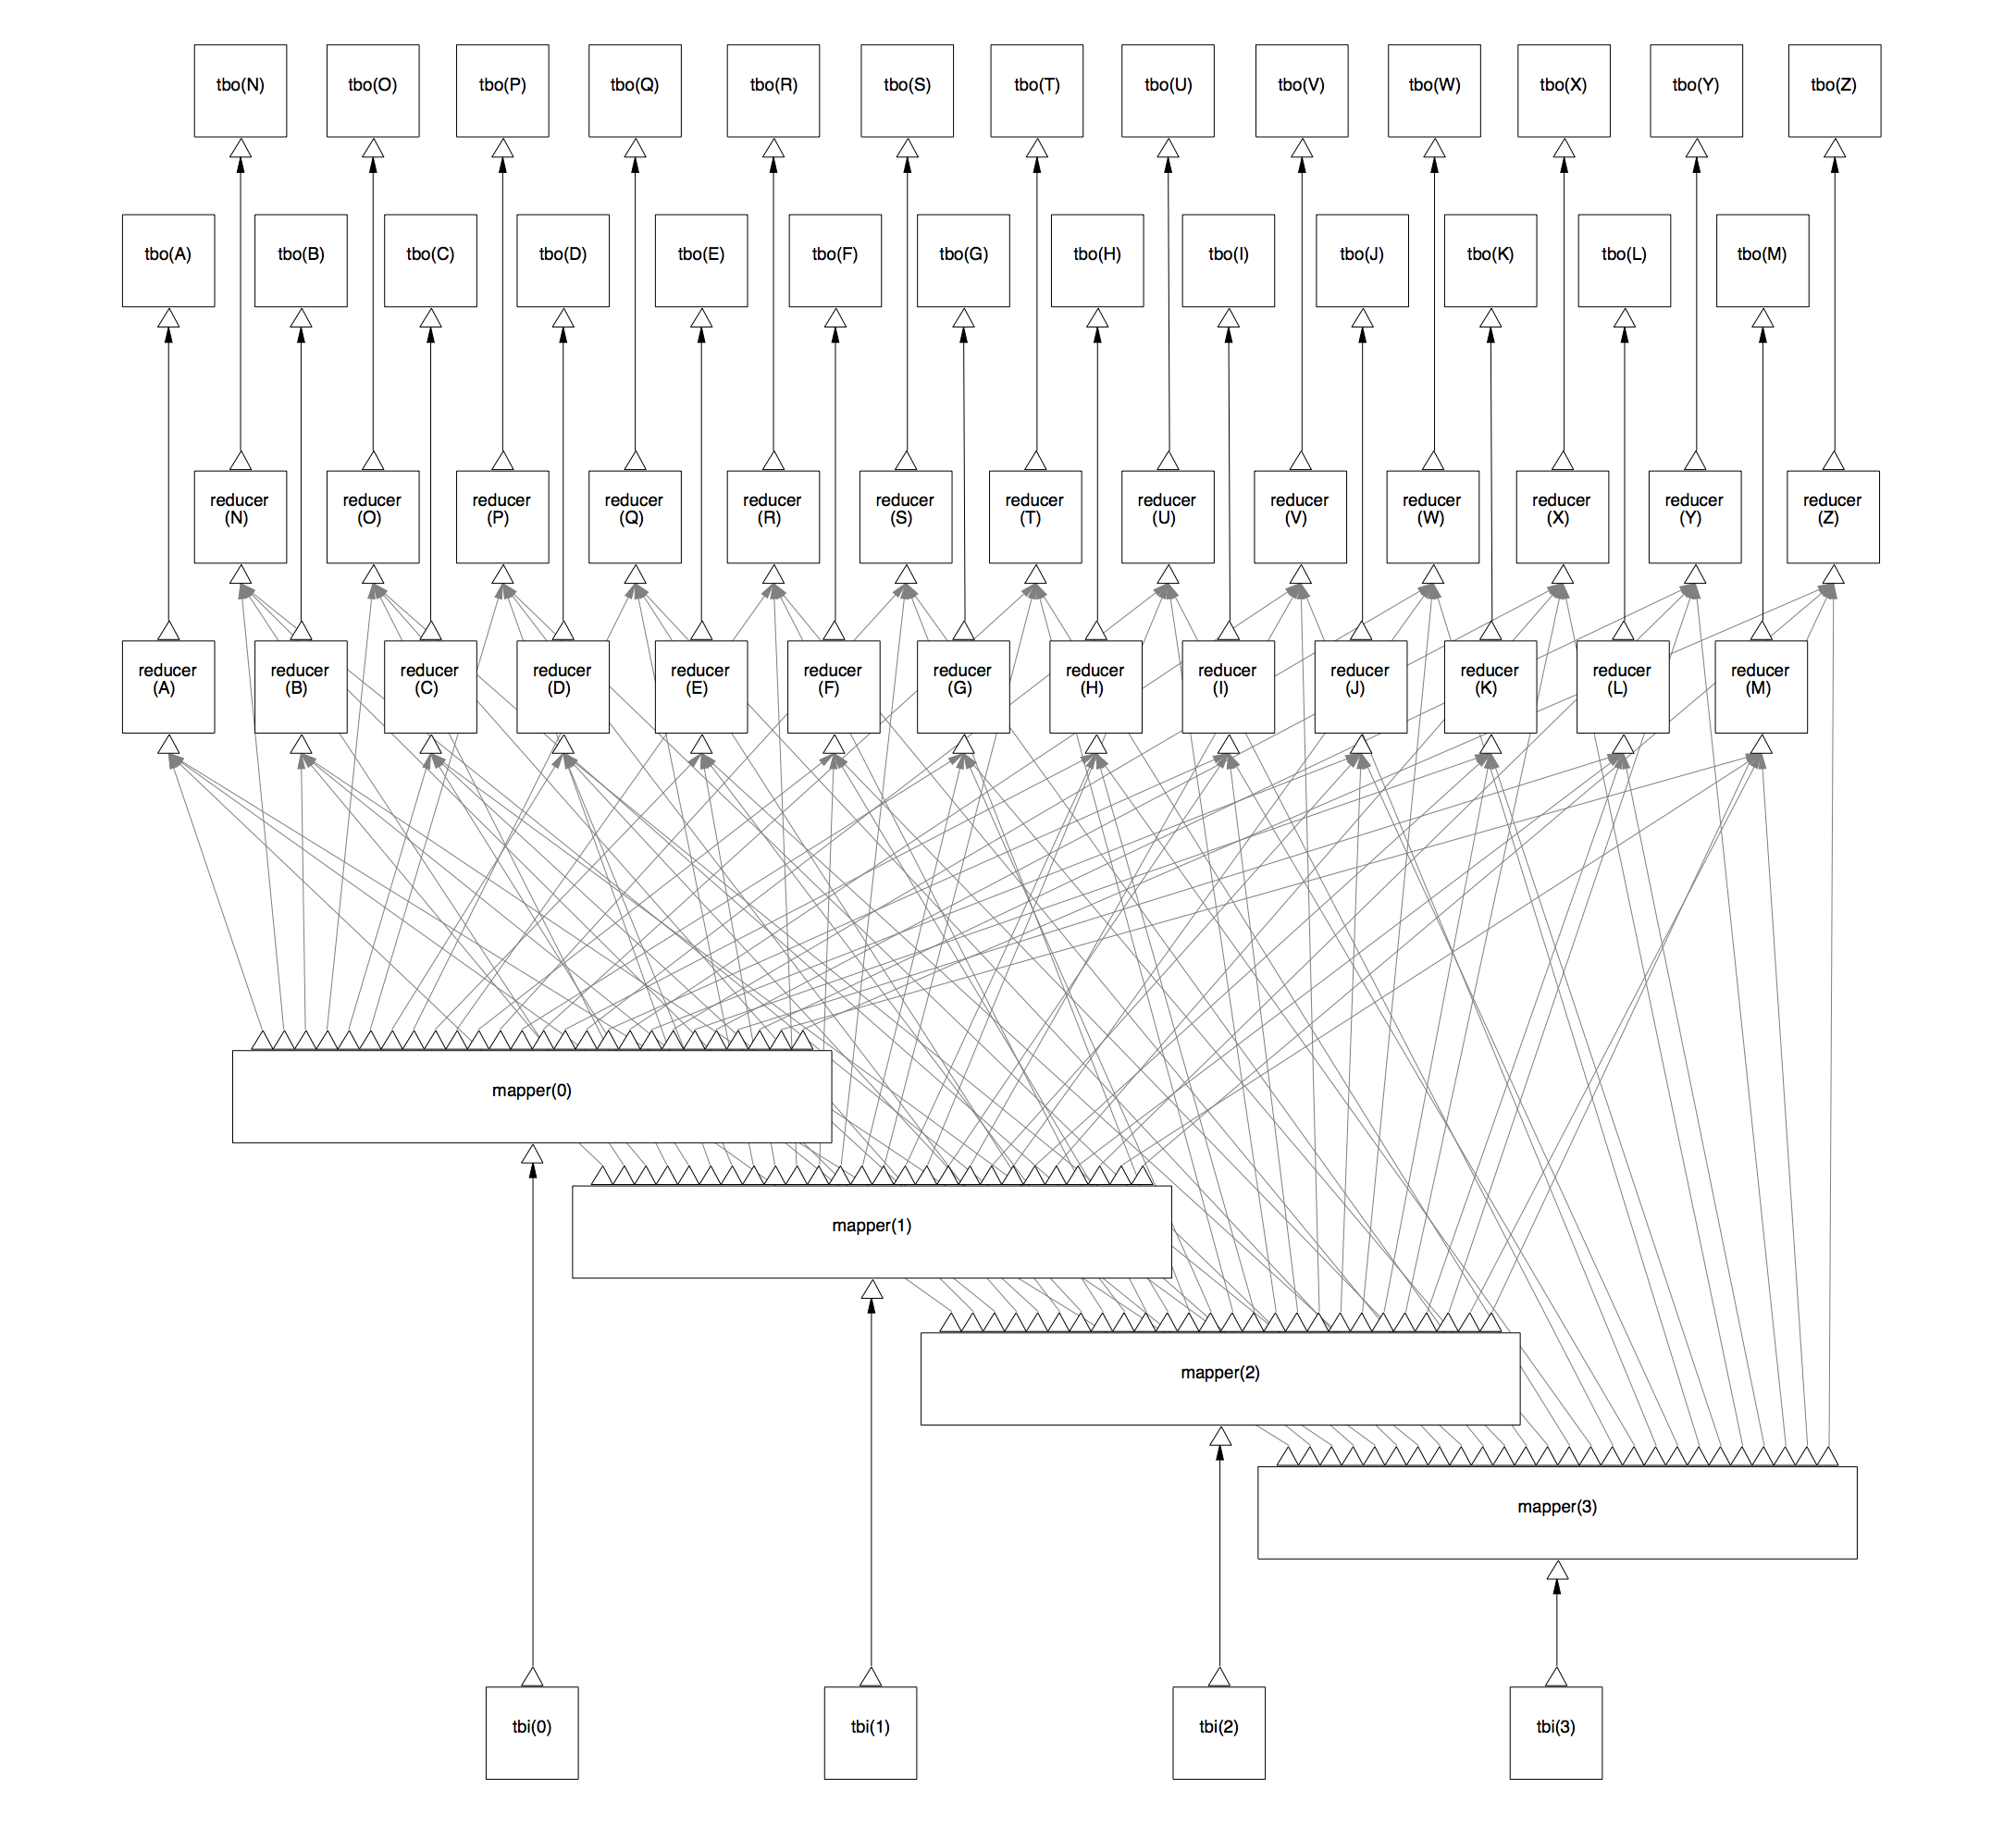 tbo(N)
tbo(O)
tbo(P)
tbo(Q)
tbo(R)
tbo(S)
tbo(T)
tbo(U)
tbo(V)
tbo(W)
tbo(X)
tbo(Y)
tbo(Z)
tbo(A)
tbo(B)
tbo(C)
tbo(D)
tbo(E)
tbo(F)
tbo(G)
tbo(H)
tbo(I)
tbo(J)
tbo(K)
tbo(L)
tbo(M)
reducer
(N)
reducer
(O)
reducer
(P)
reducer
(Q)
reducer
(R)
reducer
(S)
reducer
(T)
reducer
(U)
reducer
(V)
reducer
(W)
reducer
(X)
reducer
(Y)
reducer
(Z)
reducer
(A)
reducer
(B)
reducer
(C)
reducer
(D)
reducer
(E)
reducer
(F)
reducer
(G)
reducer
(H)
reducer
(I)
reducer
(J)
reducer
(K)
reducer
(L)
reducer
(M)
mapper(0)
mapper(1)
mapper(2)
mapper(3)
tbi(0)
tbi(1)
tbi(2)
tbi(3)